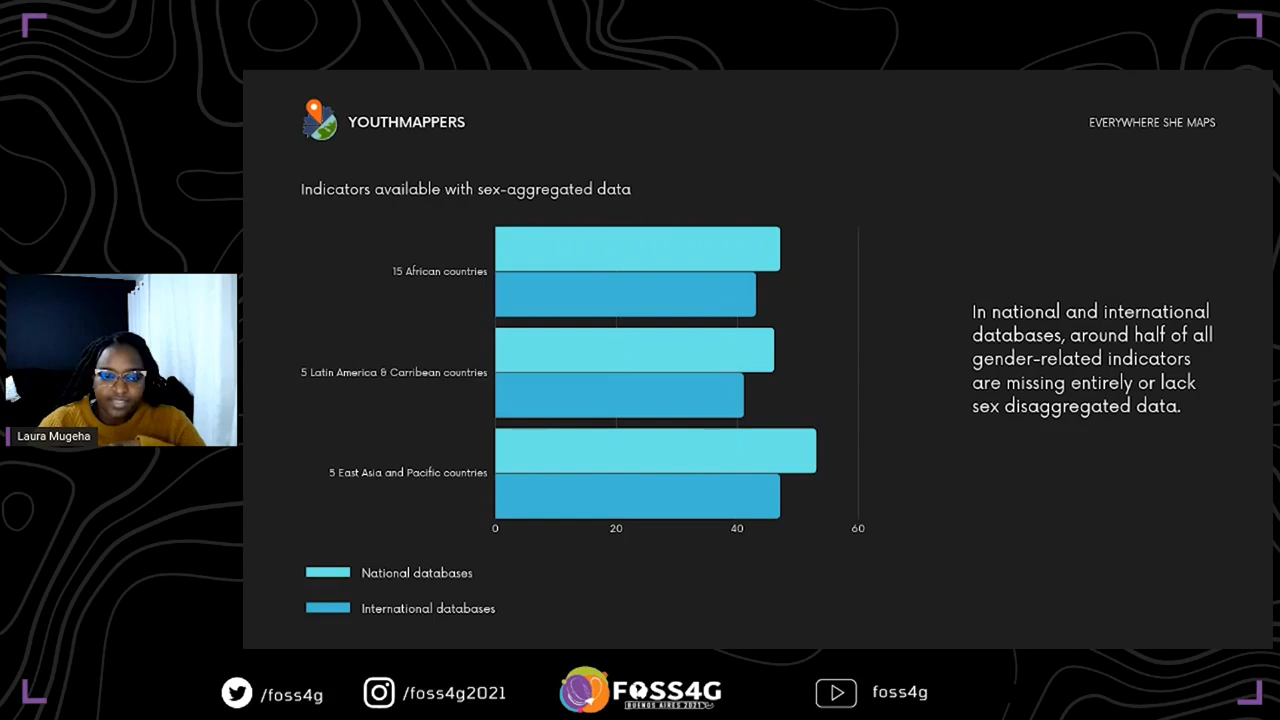 YOUTHMAPPERS
EVERYWHERE SHE MAPS
Indicators available with sex-aggregated data
15 African countries
5 Latin America & Carribean countries
5 East Asia and Pacific countries
0
20
40
60
National databases
International databases
In national and international
databases, around half of all
gender-related indicators
are missing entirely or lack
sex disaggregated data.
Laura Mugeha
/foss4g
/foss4g2021
FOSS4G
BUENOS AIRES 2021
foss4g